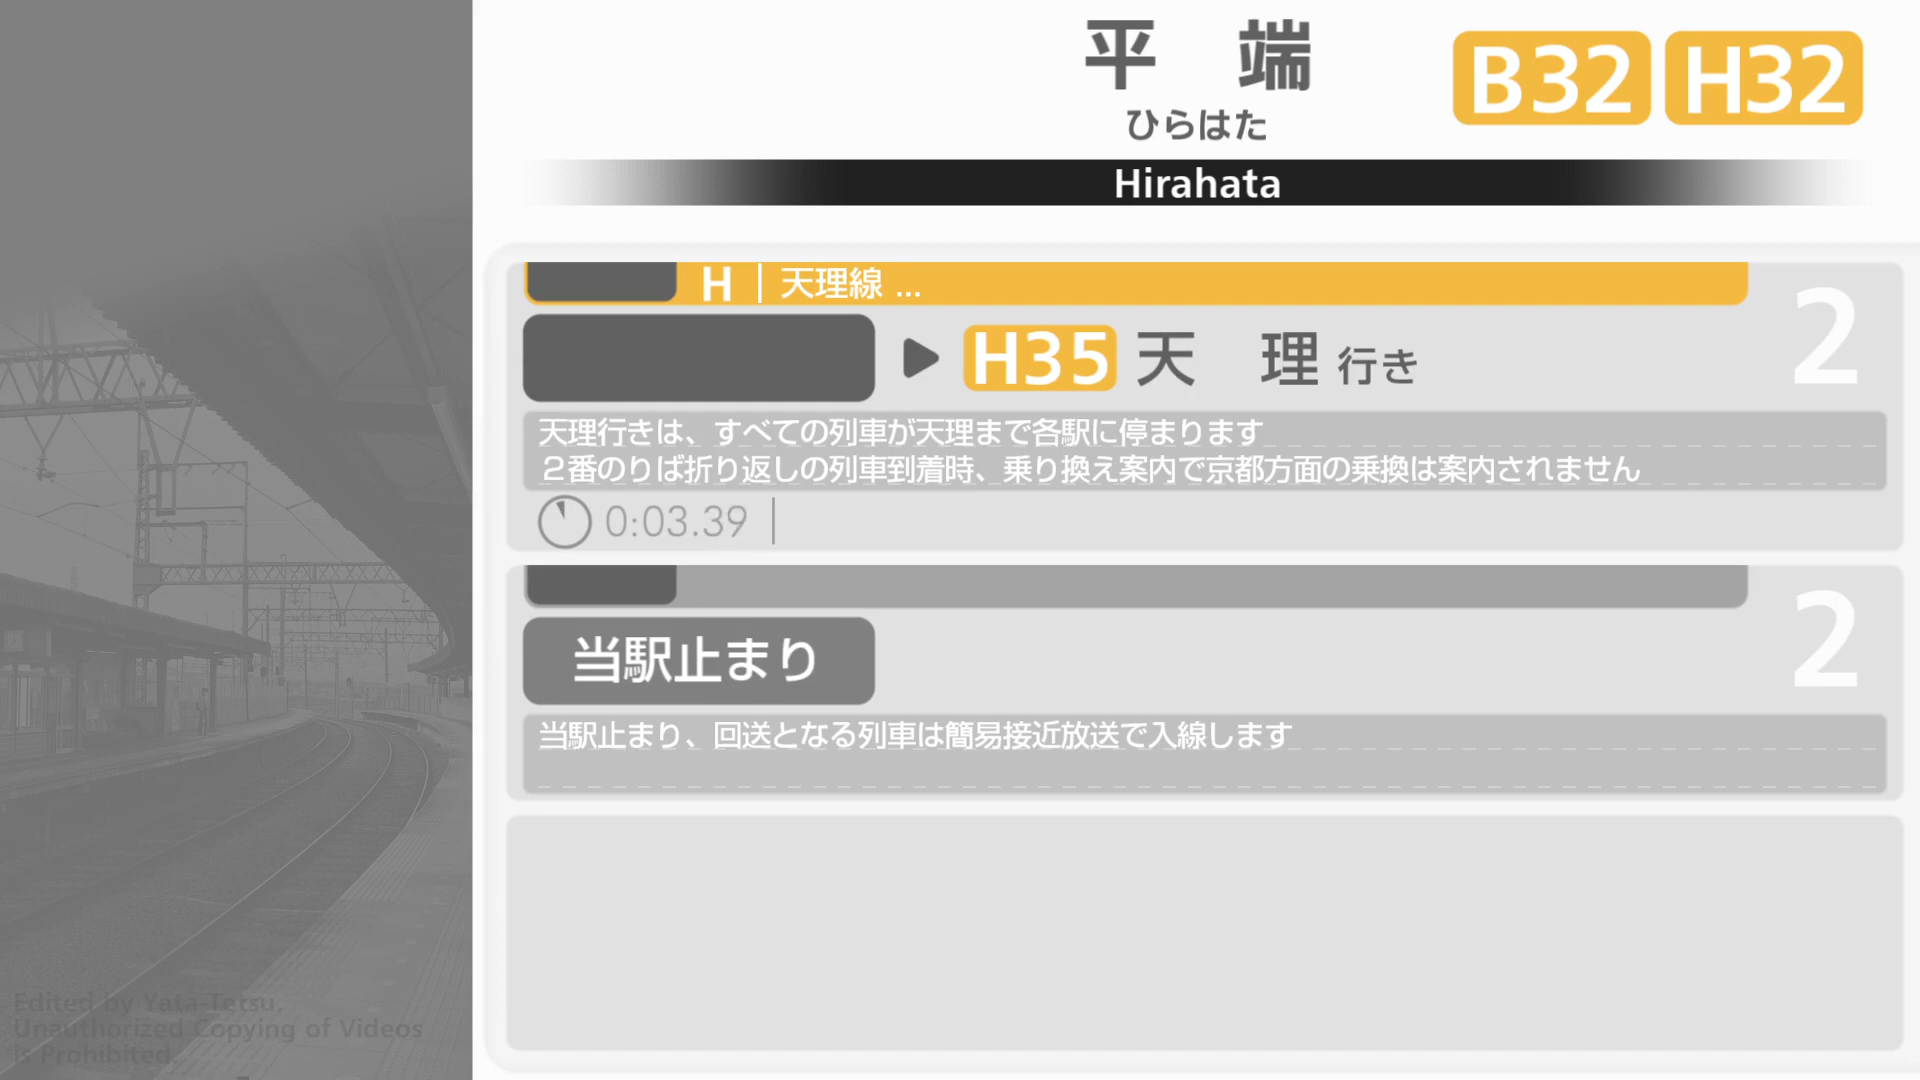 平　端
ひらはた
Hirahata
B32 H32
H | 天理線 ...
2
▶ H35 天　理 行き
天理行きは、すべての列車が天理まで各駅に停まります
２番のりば折り返しの列車到着時、乗り換え案内で京都方面の乗換は案内されません
0:03.39
2
当駅止まり
当駅止まり、回送となる列車は簡易接近放送で入線します
Edited by Yata-Tetsu.
Unauthorized Copying of Videos
is Prohibited.